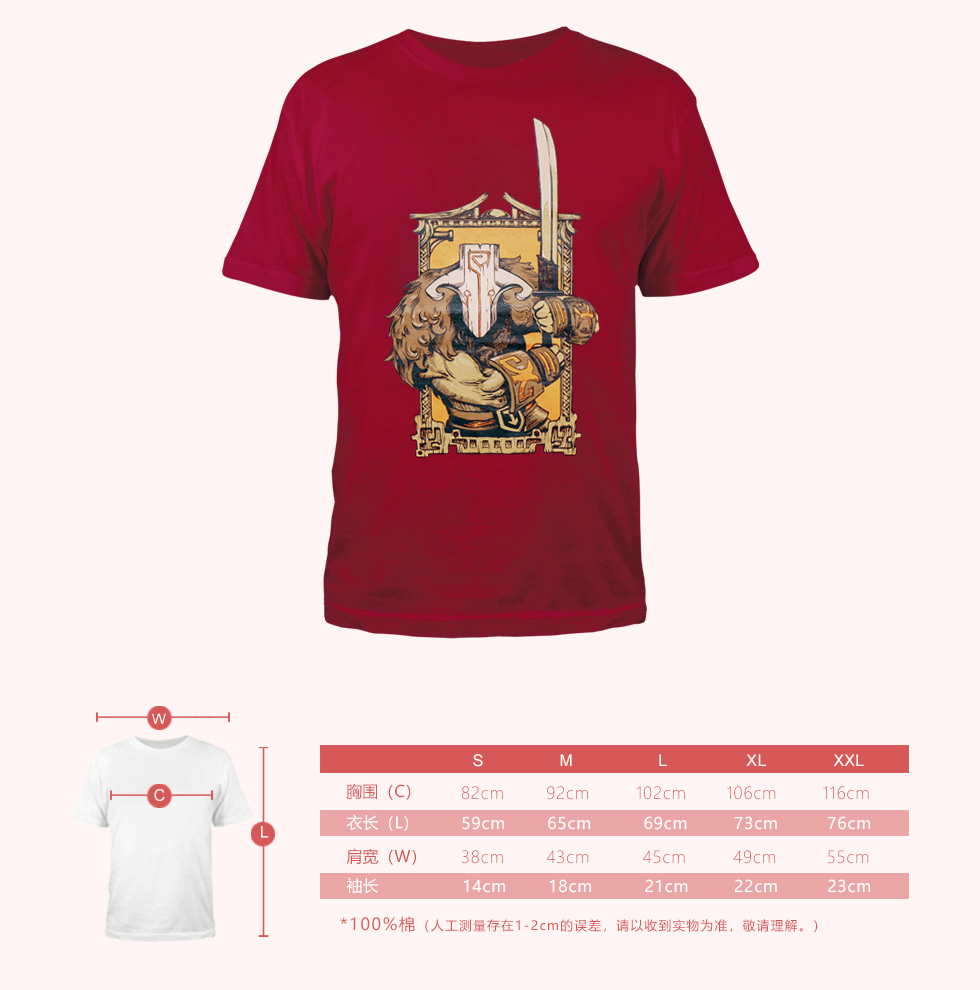 W
C
L
S M L XL XXL
胸围（C） 82cm 92cm 102cm 106cm 116cm
衣长（L） 59cm 65cm 69cm 73cm 76cm
肩宽（W） 38cm 43cm 45cm 49cm 55cm
袖长 14cm 18cm 21cm 22cm 23cm
*100%棉（人工测量存在1-2cm的误差，请以收到实物为准，敬请理解。）